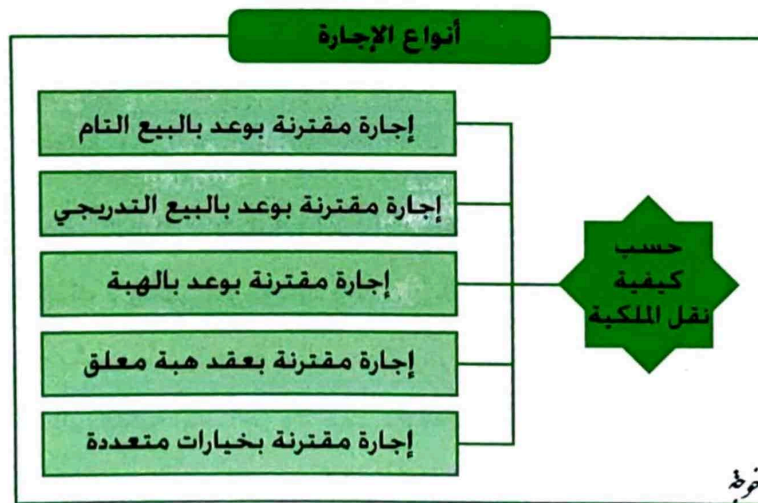 أنواع الإجارة
حسب
كيفية
نقل الملكية
إجارة مقترنة بوعد بالبيع التام
إجارة مقترنة بوعد بالبيع التدريجي
إجارة مقترنة بوعد بالهبة
إجارة مقترنة بعقد هبة معلق
إجارة مقترنة بخيارات متعددة